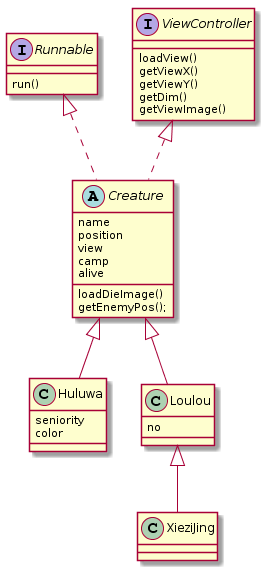 I ViewController
I Runnable
loadView()
getViewX()
getViewY()
getDim()
getViewImage()
run()
A Creature
name
position
view
camp
alive
loadDieImage()
getEnemyPos();
C Huluwa
seniority
color
C Loulou
no
C XieziJing